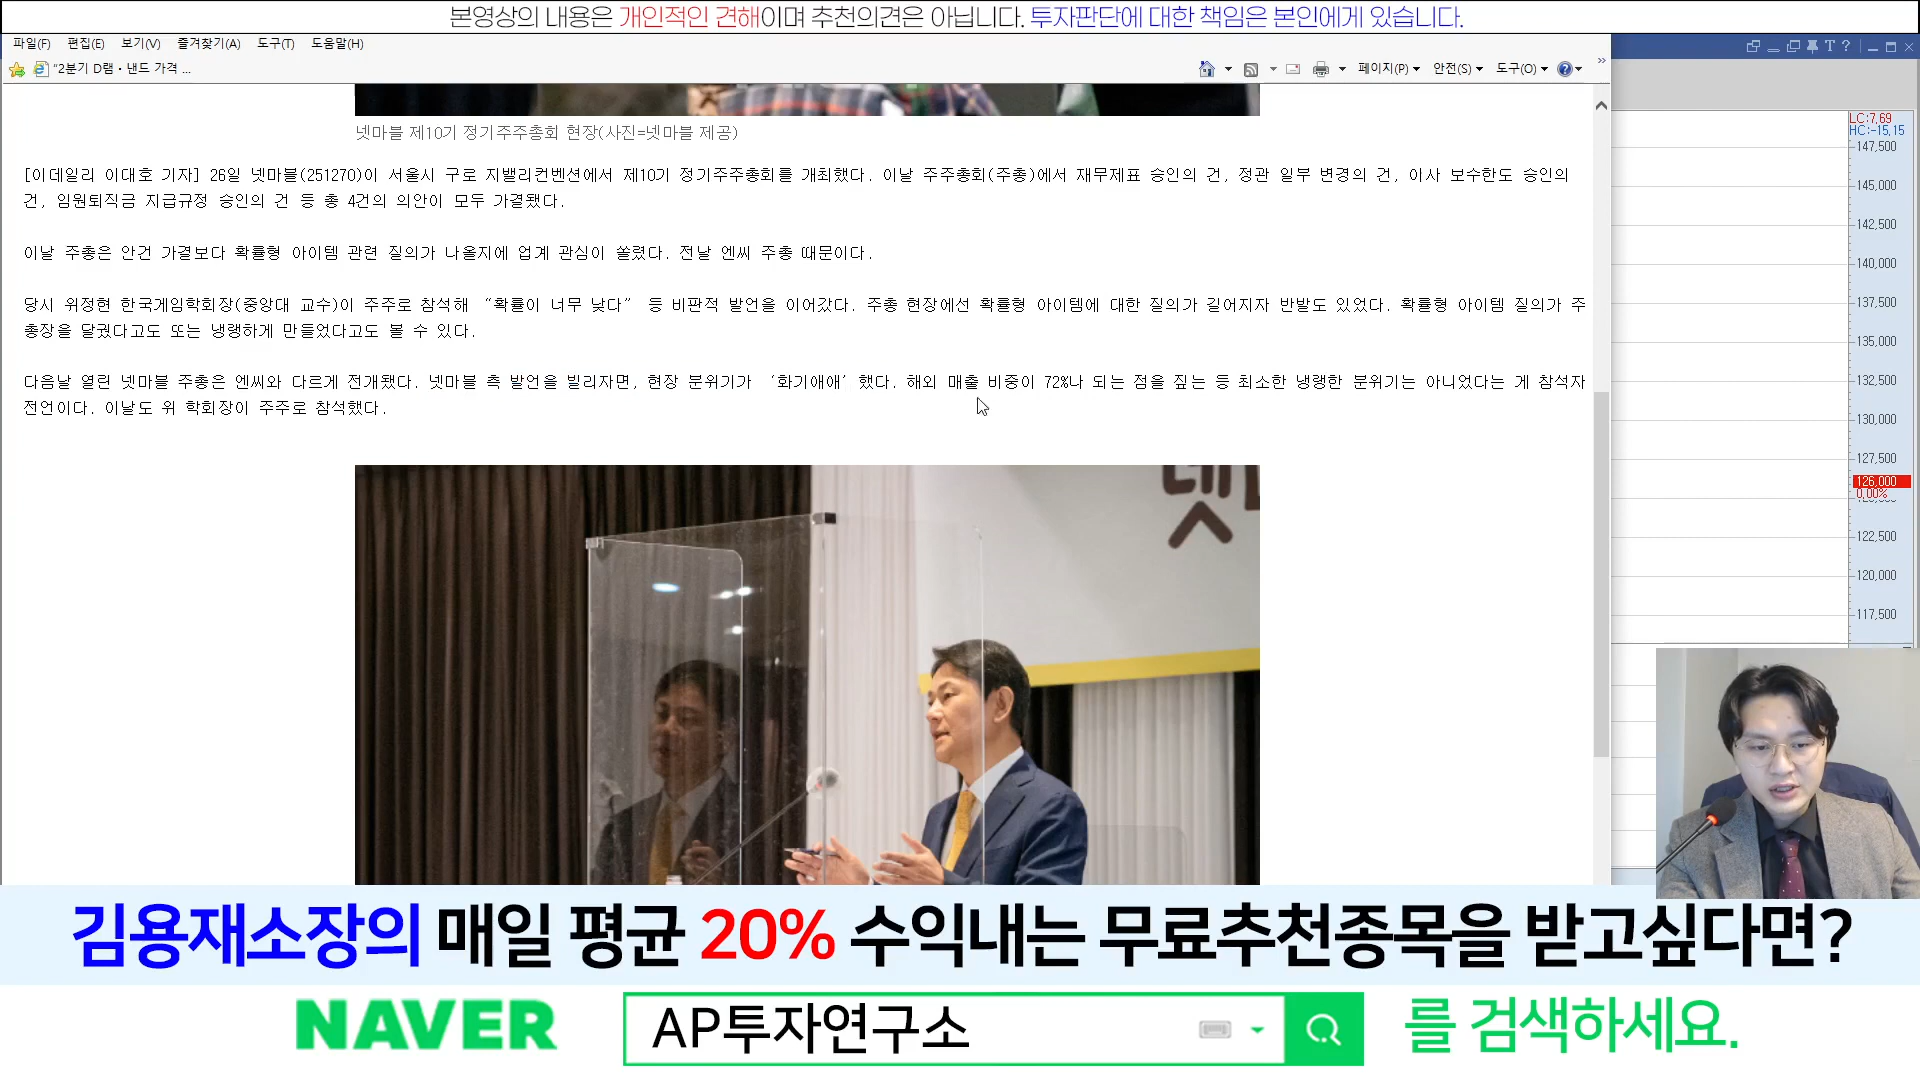 본영상의 내용은 개인적인 견해이며 추천의견은 아닙니다. 투자판단에 대한 책임은 본인에게 있습니다.
파일(F) 편집(E) 보기(V) 즐겨찾기(A) 도구(T) 도움말(H)
"2분기 D램·낸드 가격 ...
페이지(P) 안전(S) 도구(O)
넷마블 제10기 정기주주총회 현장(사진=넷마블 제공)
[이데일리 이대호 기자] 26일 넷마블(251270)이 서울시 구로 지밸리컨벤션에서 제10기 정기주주총회를 개최했다. 이날 주주총회(주총)에서 재무제표 승인의 건, 정관 일부 변경의 건, 이사 보수한도 승인의
건, 임원퇴직금 지급규정 승인의 건 등 총 4건의 의안이 모두 가결됐다.
이날 주총은 안건 가결보다 확률형 아이템 관련 질의가 나올지에 업계 관심이 쏠렸다. 전날 엔씨 주총 때문이다.
당시 위정현 한국게임학회장(중앙대 교수)이 주주로 참석해 “확률이 너무 낮다” 등 비판적 발언을 이어갔다. 주총 현장에선 확률형 아이템에 대한 질의가 길어지자 반발도 있었다. 확률형 아이템 질의가 주
총장을 달궜다고도 또는 냉랭하게 만들었다고도 볼 수 있다.
다음날 열린 넷마블 주총은 엔씨와 다르게 전개됐다. 넷마블 측 발언을 빌리자면, 현장 분위기가 ‘화기애애’했다. 해외 매출 비중이 72%나 되는 점을 짚는 등 최소한 냉랭한 분위기는 아니었다는 게 참석자
전언이다. 이날도 위 학회장이 주주로 참석했다.
LC:7,69
HC:-15,15
147,500
145,000
142,500
140,000
137,500
135,000
132,500
130,000
127,500
126,000
0,00%
122,500
120,000
117,500
김용재소장의 매일 평균 20% 수익내는 무료추천종목을 받고싶다면?
NAVER AP투자연구소 를 검색하세요.